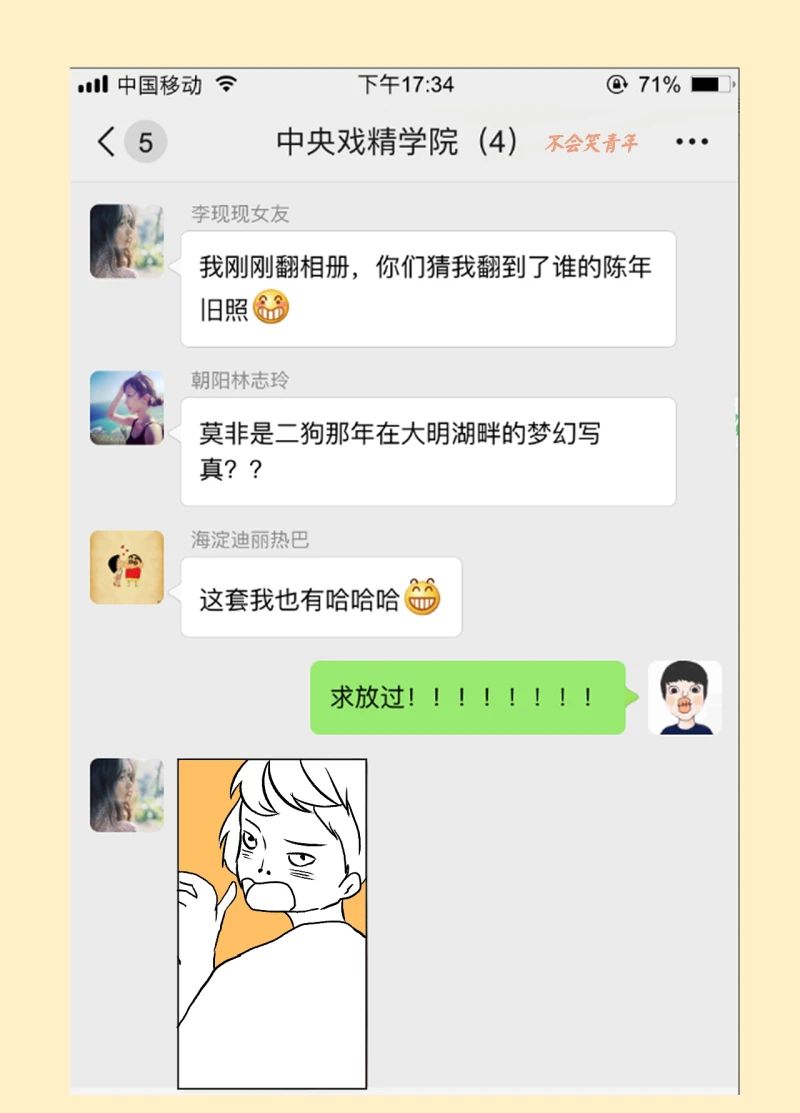 中国移动 下午17:34 71%
5 中央戏精学院（4） 不会笑青年
李现现女友
我刚刚翻相册，你们猜我翻到了谁的陈年
旧照😁
朝阳林志玲
莫非是二狗那年在大明湖畔的梦幻写
真？？
海淀迪丽热巴
这套我也有哈哈哈😁
求放过！！！！！！！！